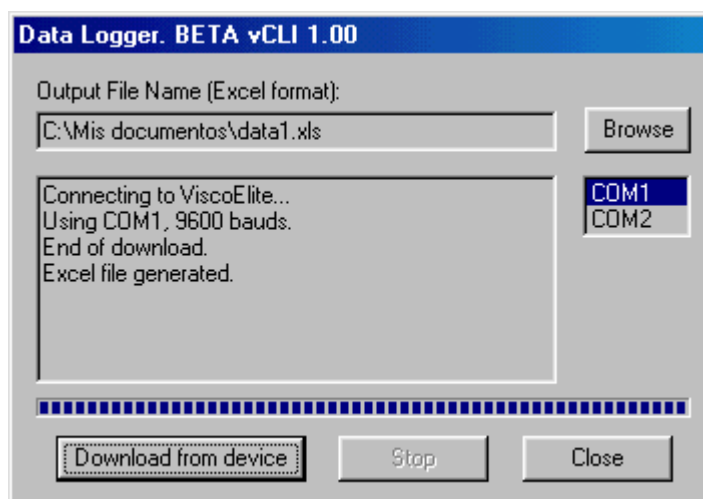 Data Logger. BETA vCLI 1.00
Output File Name (Excel format):
C:\Mis documentos\data1.xls
Browse
Connecting to ViscoElite...
Using COM1, 9600 bauds.
End of download.
Excel file generated.
COM1
COM2
Download from device
Stop
Close